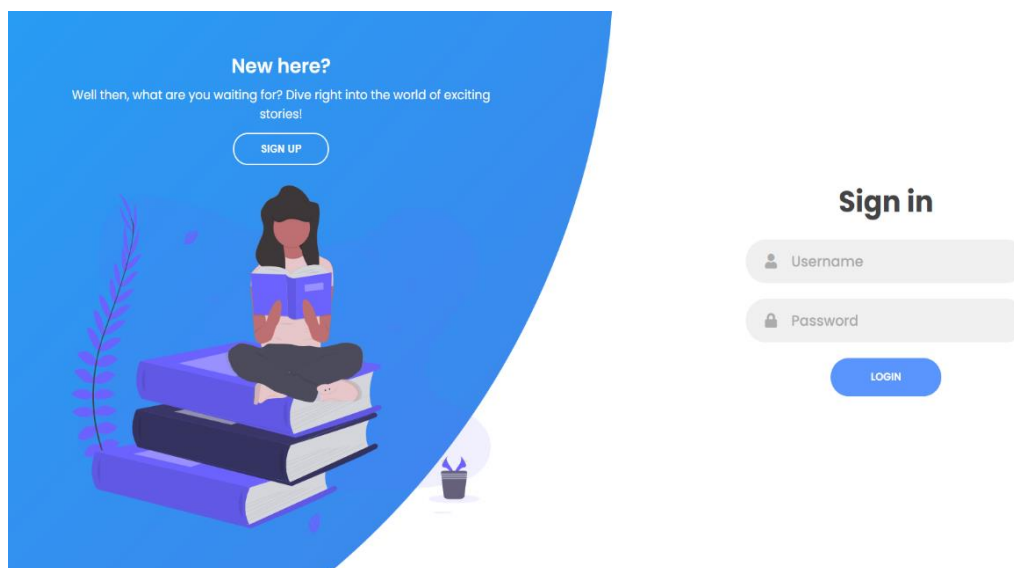 New here?
Well then, what are you waiting for? Dive right into the world of exciting
stories!
SIGN UP
Sign in
Username
Password
LOGIN